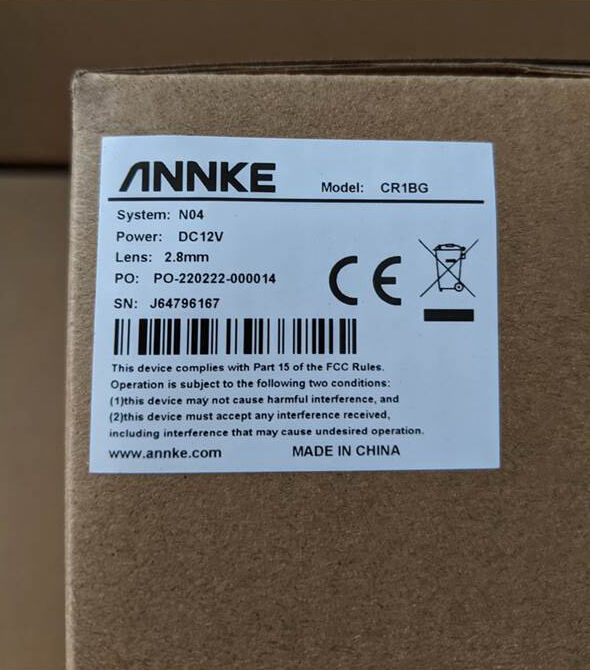 ANNKE Model: CR1BG
System: N04
Power: DC12V
Lens: 2.8mm
PO: PO-220222-000014
SN: J64796167
CE
This device complies with Part 15 of the FCC Rules.
Operation is subject to the following two conditions:
(1)this device may not cause harmful interference, and
(2)this device must accept any interference received,
including interference that may cause undesired operation.
www.annke.com MADE IN CHINA